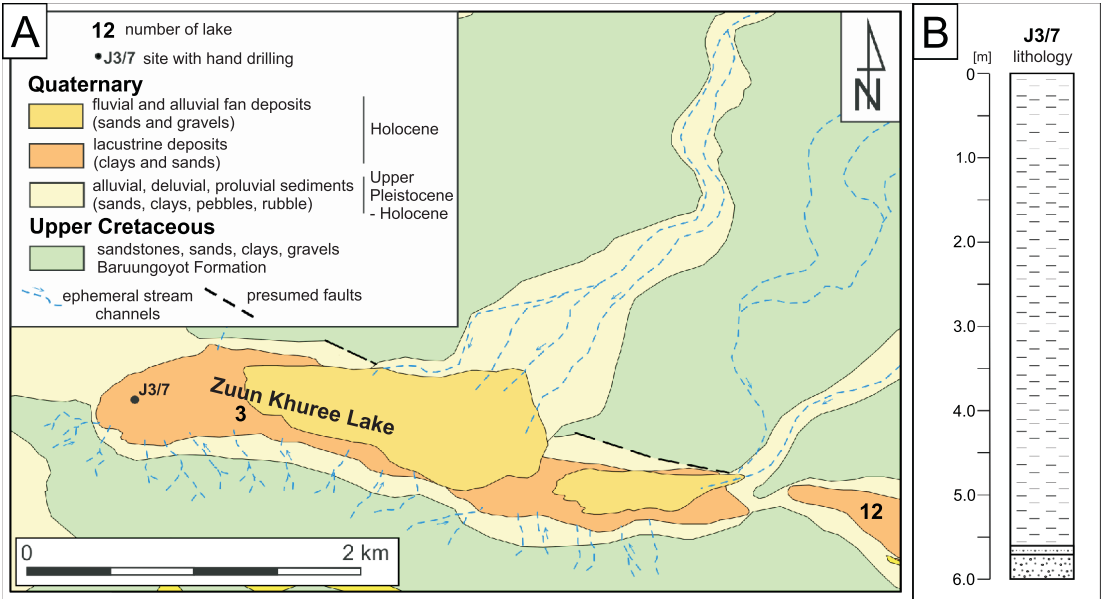 A
12 number of lake
J3/7 site with hand drilling
Quaternary
fluvial and alluvial fan deposits
(sands and gravels)
lacustrine deposits
(clays and sands)
Holocene
alluvial, deluvial, proluvial sediments
(sands, clays, pebbles, rubble)
Upper
Pleistocene
- Holocene
Upper Cretaceous
sandstones, sands, clays, gravels
Baruungoyot Formation
ephemeral stream
channels
presumed faults
N
J3/7
Zuun Khuree Lake
3
12
0 2 km
B
J3/7
lithology
[m]
0
1.0
2.0
3.0
4.0
5.0
6.0